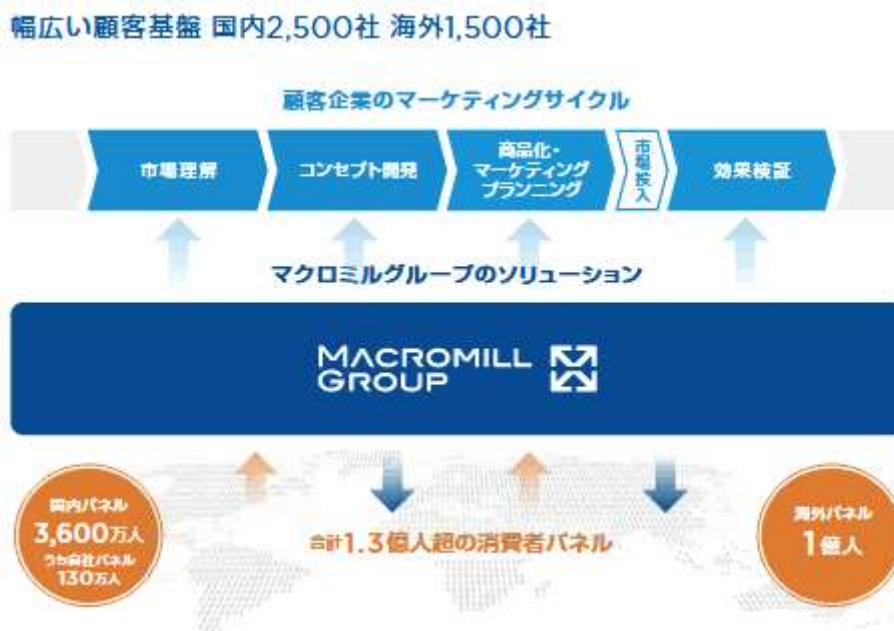 幅広い顧客基盤 国内2,500社 海外1,500社
顧客企業のマーケティングサイクル
市場理解
コンセプト開発
商品化・
マーケティング
プランニング
市場投入
効果検証
マクロミルグループのソリューション
MACROMILL
GROUP
国内パネル
3,600万人
うち自社パネル
130万人
合計1.3億人超の消費者パネル
海外パネル
1億人